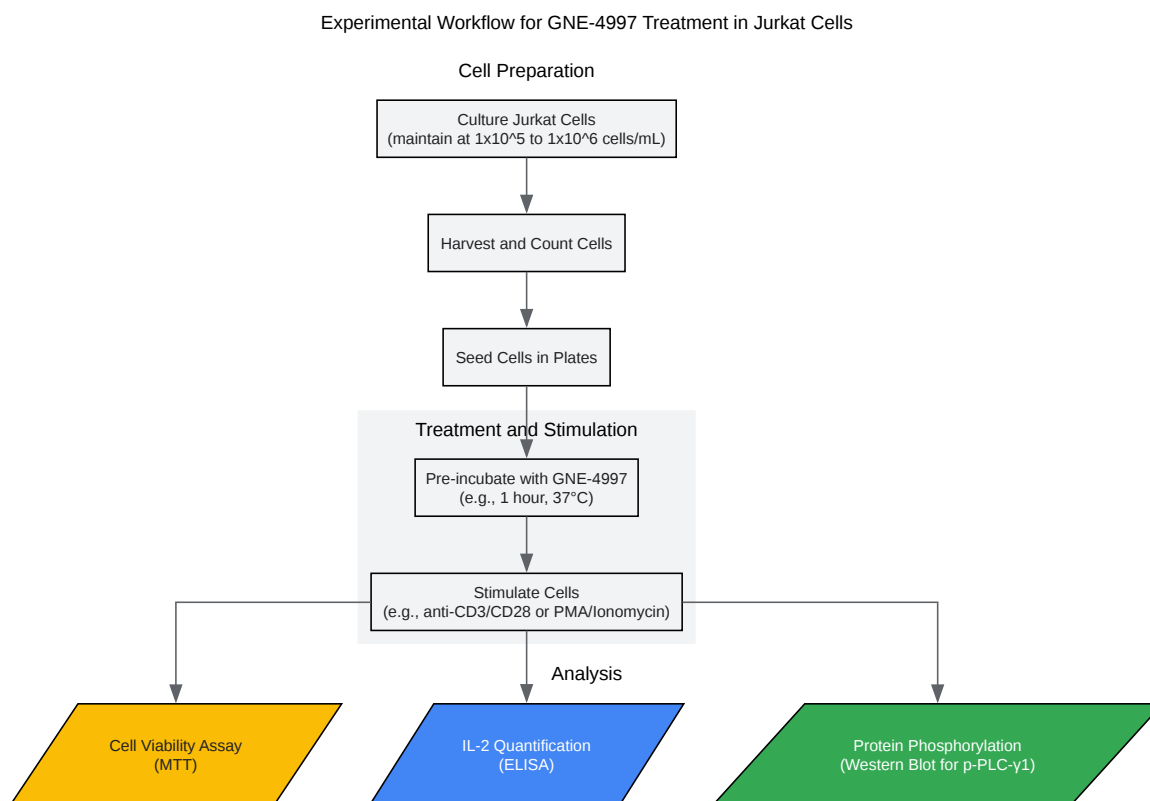 Experimental Workflow for GNE-4997 Treatment in Jurkat Cells
Cell Preparation
Culture Jurkat Cells
(maintain at 1x10^5 to 1x10^6 cells/mL)
Harvest and Count Cells
Seed Cells in Plates
Treatment and Stimulation
Pre-incubate with GNE-4997
(e.g., 1 hour, 37°C)
Stimulate Cells
(e.g., anti-CD3/CD28 or PMA/Ionomycin)
Analysis
Cell Viability Assay
(MTT)
IL-2 Quantification
(ELISA)
Protein Phosphorylation
(Western Blot for p-PLC-γ1)